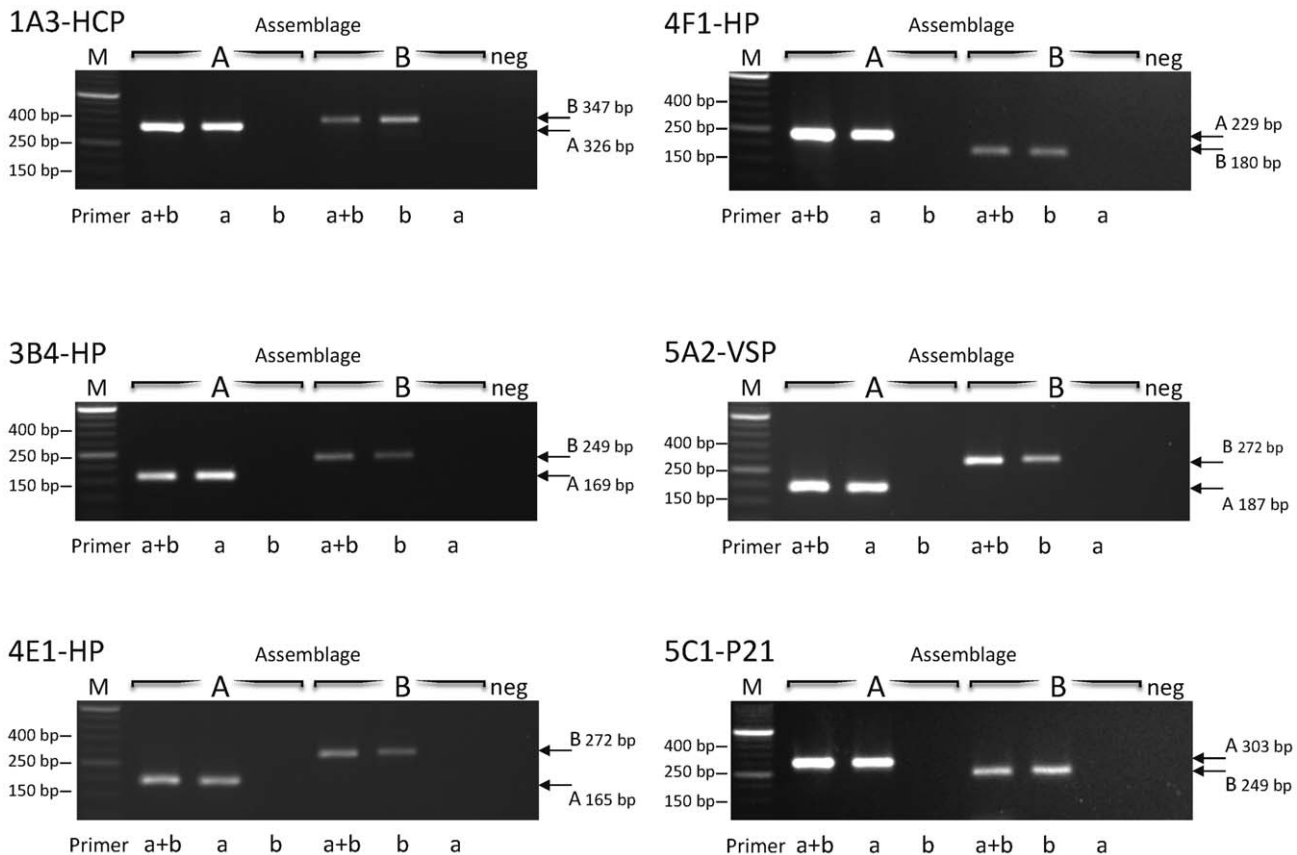 1A3-HCP
Assemblage
M A B neg
400 bp
250 bp
150 bp
B 347 bp
A 326 bp
Primer a+b a b a+b b a
4F1-HP
Assemblage
M A B neg
400 bp
250 bp
150 bp
A 229 bp
B 180 bp
Primer a+b a b a+b b a
3B4-HP
Assemblage
M A B neg
400 bp
250 bp
150 bp
B 249 bp
A 169 bp
Primer a+b a b a+b b a
5A2-VSP
Assemblage
M A B neg
400 bp
250 bp
150 bp
B 272 bp
A 187 bp
Primer a+b a b a+b b a
4E1-HP
Assemblage
M A B neg
400 bp
250 bp
150 bp
B 272 bp
A 165 bp
Primer a+b a b a+b b a
5C1-P21
Assemblage
M A B neg
400 bp
250 bp
150 bp
A 303 bp
B 249 bp
Primer a+b a b a+b b a